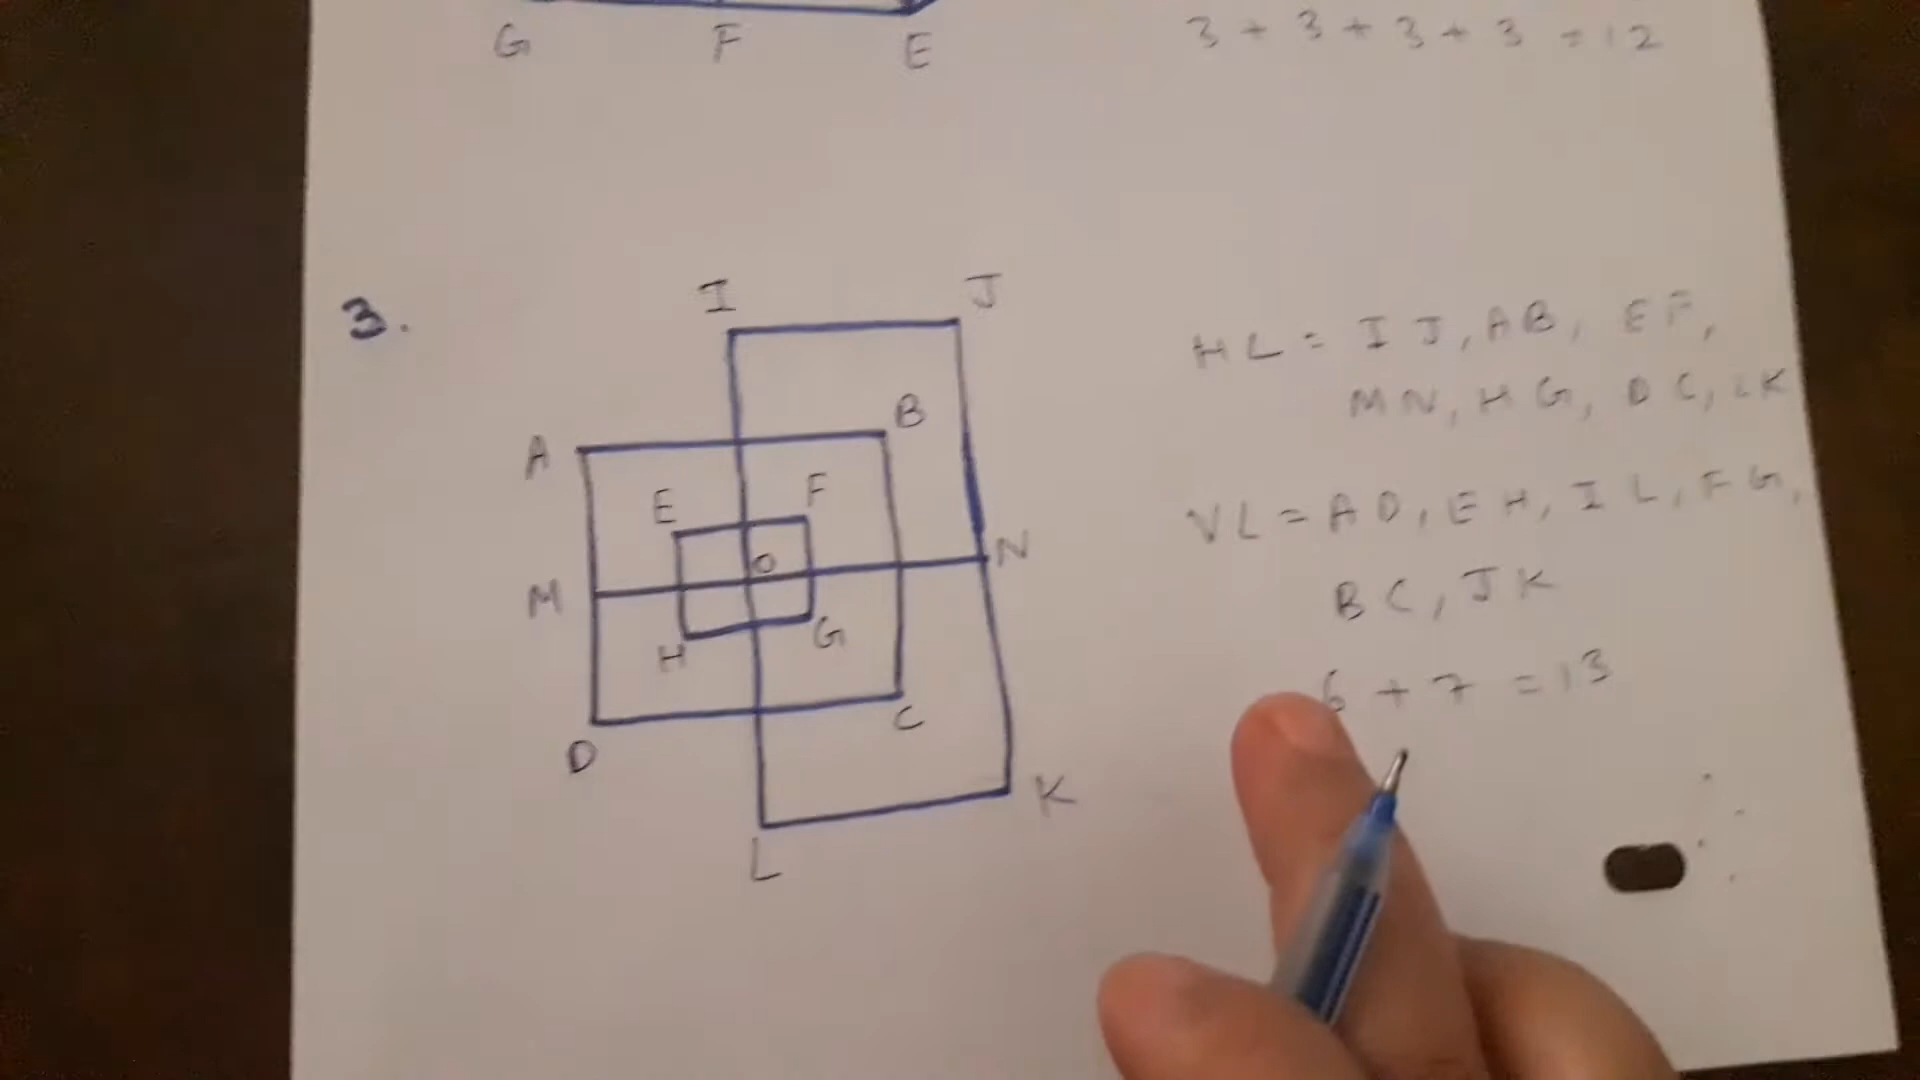 G F E
3 + 3 + 3 + 3 = 12
3.
I J
A B
E F
O
M N
H G
D C
L K
HL = IJ, AB, EF,
MN, HG, DC, LK
VL = AD, EH, IL, FG,
BC, JK
6 + 7 = 13